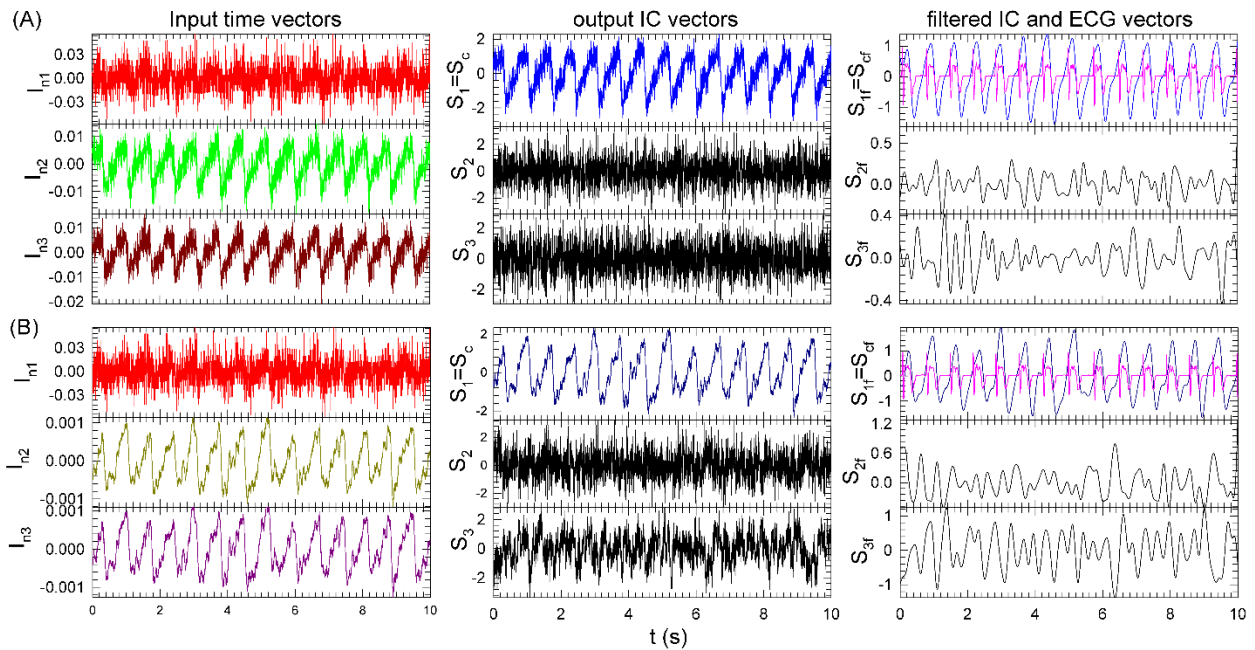 (A) Input time vectors output IC vectors filtered IC and ECG vectors
In1
0.03
0.00
-0.03
In2
0.01
0.00
-0.01
In3
0.01
0.00
-0.01
-0.02
S1=Sc
2
0
-2
S2
2
0
-2
S3
2
0
-2
S1f=Scf
1
0
-1
S2f
0.5
0.0
S3f
0.4
0.0
-0.4
(B)
In1
0.03
0.00
-0.03
In2
0.001
0.000
-0.001
In3
0.001
0.000
-0.001
0 2 4 6 8 10
S1=Sc
2
0
-2
S2
2
0
-2
S3
2
0
-2
0 2 4 6 8 10
t (s)
S1f=Scf
1
0
-1
S2f
1.2
0.6
0.0
S3f
1
0
-1
0 2 4 6 8 10